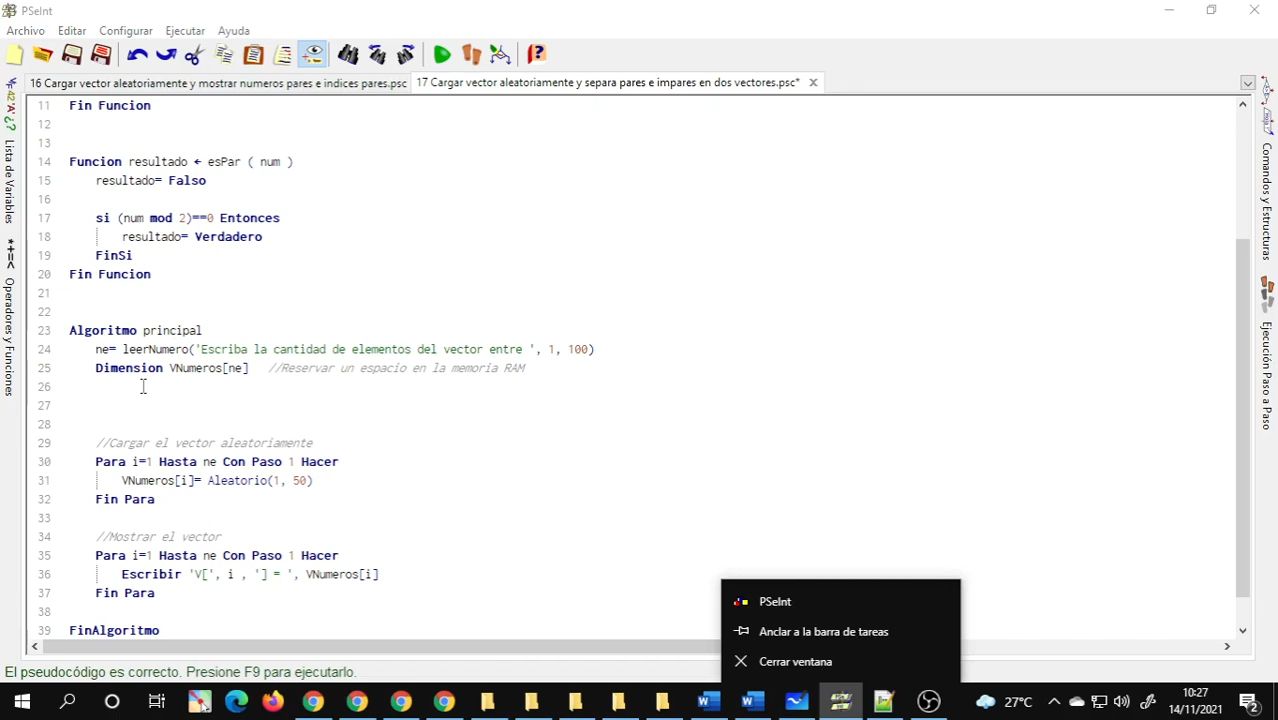 PSeInt
Archivo Editar Configurar Ejecutar Ayuda
16 Cargar vector aleatoriamente y mostrar numeros pares e indices pares.psc
17 Cargar vector aleatoriamente y separa pares e impares en dos vectores.psc*
Lista de Variables
Operadores y Funciones
Comandos y Estructuras
Ejecución Paso a Paso
11 Fin Funcion
12
13
14 Funcion resultado ← esPar ( num )
15 resultado= Falso
16
17 si (num mod 2)==0 Entonces
18 resultado= Verdadero
19 FinSi
20 Fin Funcion
21
22
23 Algoritmo principal
24 ne= leerNumero('Escriba la cantidad de elementos del vector entre ', 1, 100)
25 Dimension VNumeros[ne] //Reservar un espacio en la memoria RAM
26
27
28
29 //Cargar el vector aleatoriamente
30 Para i=1 Hasta ne Con Paso 1 Hacer
31 VNumeros[i]= Aleatorio(1, 50)
32 Fin Para
33
34 //Mostrar el vector
35 Para i=1 Hasta ne Con Paso 1 Hacer
36 Escribir 'V[', i , '] = ', VNumeros[i]
37 Fin Para
38
39 FinAlgoritmo
El pseudocódigo es correcto. Presione F9 para ejecutarlo.
PSeInt
Anclar a la barra de tareas
Cerrar ventana
27°C
10:27
14/11/2021
2